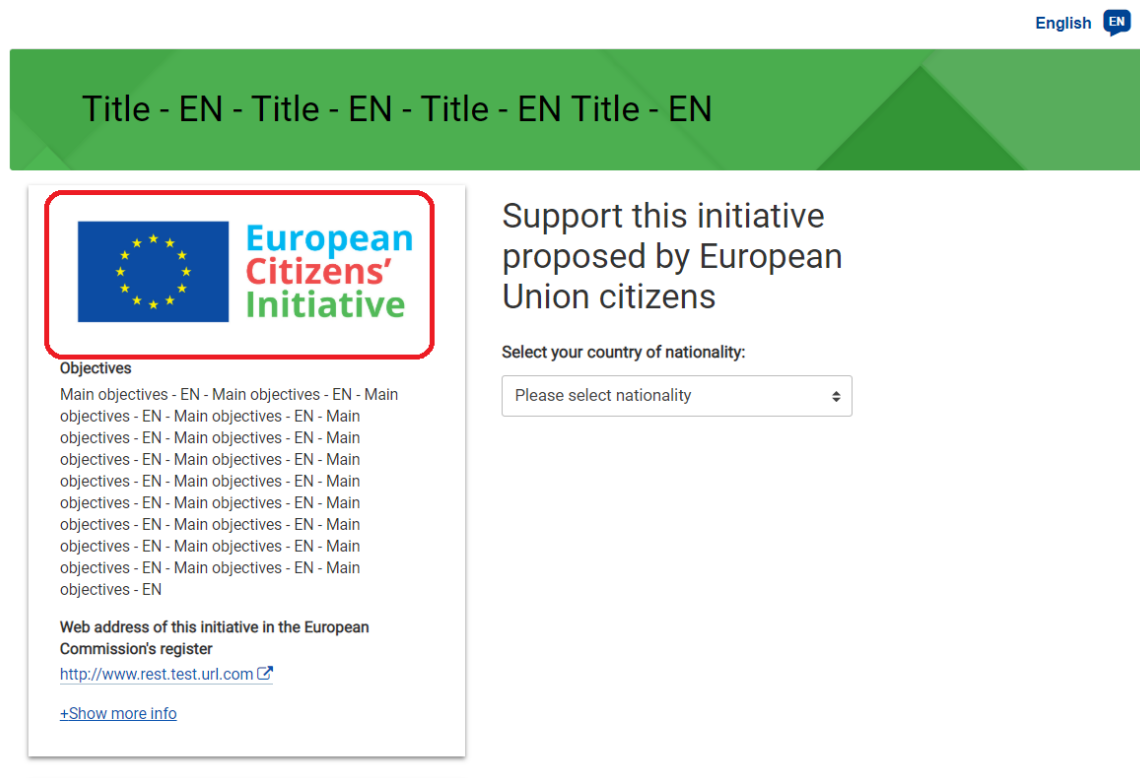 English EN
Title - EN - Title - EN - Title - EN Title - EN
European
Citizens’
Initiative
Objectives
Main objectives - EN - Main objectives - EN - Main
objectives - EN - Main objectives - EN - Main
objectives - EN - Main objectives - EN - Main
objectives - EN - Main objectives - EN - Main
objectives - EN - Main objectives - EN - Main
objectives - EN - Main objectives - EN - Main
objectives - EN - Main objectives - EN - Main
objectives - EN - Main objectives - EN - Main
objectives - EN - Main objectives - EN - Main
objectives - EN
Web address of this initiative in the European
Commission's register
http://www.rest.test.url.com
+Show more info
Support this initiative
proposed by European
Union citizens
Select your country of nationality:
Please select nationality